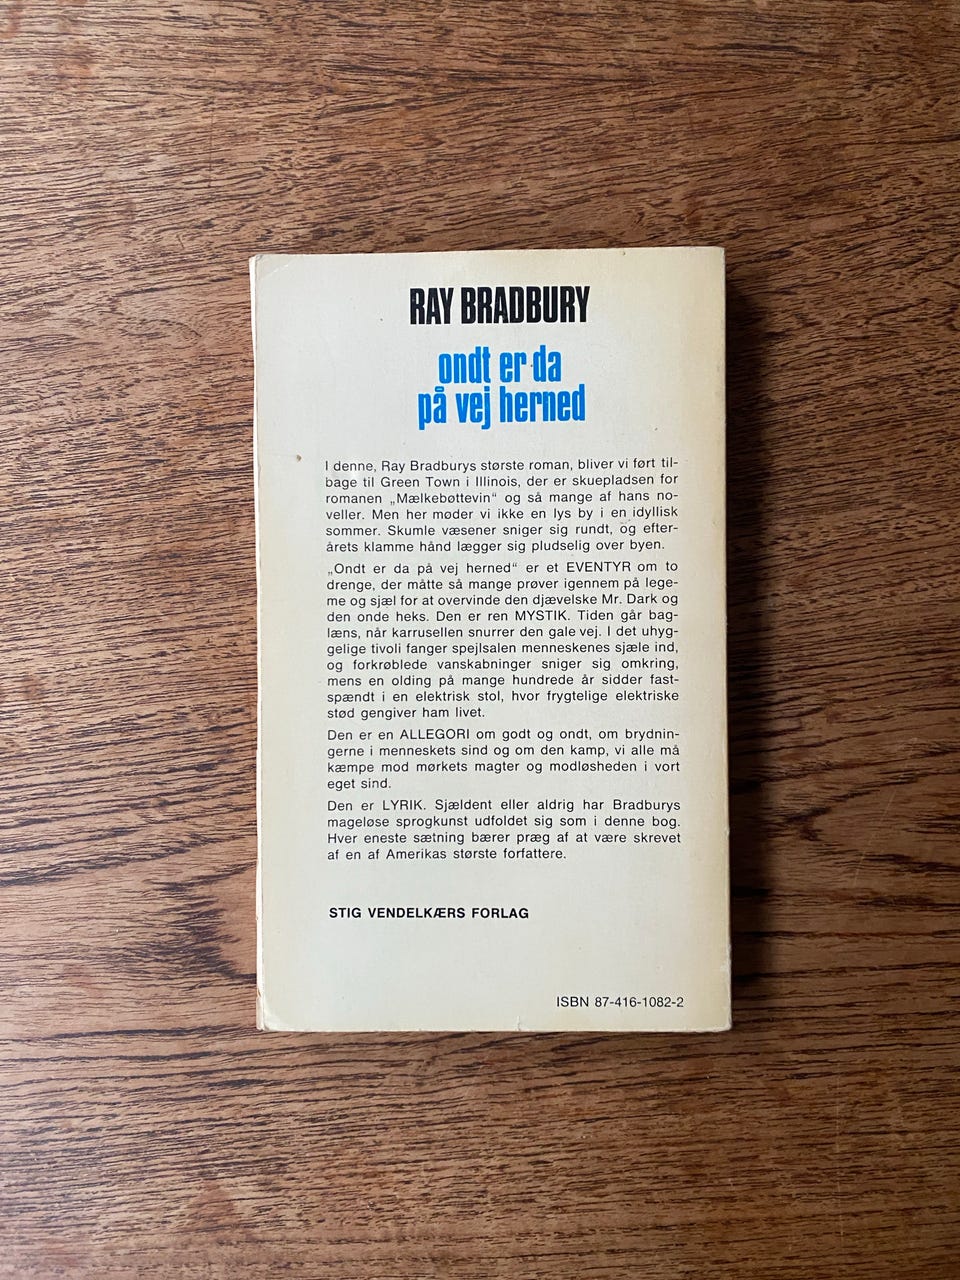 RAY BRADBURY
ondt er da
på vej herned
I denne, Ray Bradburys største roman, bliver vi ført til-
bage til Green Town i Illinois, der er skuepladsen for
romanen „Mælkebøttevin“ og så mange af hans no-
veller. Men her møder vi ikke en lys by i en idyllisk
sommer. Skumle væsener sniger sig rundt, og efter-
årets klamme hånd lægger sig pludselig over byen.
„Ondt er da på vej herned“ er et EVENTYR om to
drenge, der måtte så mange prøver igennem på lege-
me og sjæl for at overvinde den djævelske Mr. Dark og
den onde heks. Den er ren MYSTIK. Tiden går bag-
læns, når karrusellen snurrer den gale vej. I det uhyg-
gelige tivoli fanger spejlsalen menneskenes sjæle ind,
og forkrøblede vanskabninger sniger sig omkring,
mens en olding på mange hundrede år sidder fast-
spændt i en elektrisk stol, hvor frygtelige elektriske
stød gengiver ham livet.
Den er en ALLEGORI om godt og ondt, om brydnin-
gerne i menneskets sind og om den kamp, vi alle må
kæmpe mod mørkets magter og modløsheden i vort
eget sind.
Den er LYRIK. Sjældent eller aldrig har Bradburys
mageløse sprogkunst udfoldet sig som i denne bog.
Hver eneste sætning bærer præg af at være skrevet
af en af Amerikas største forfattere.
STIG VENDELKÆRS FORLAG
ISBN 87-416-1082-2